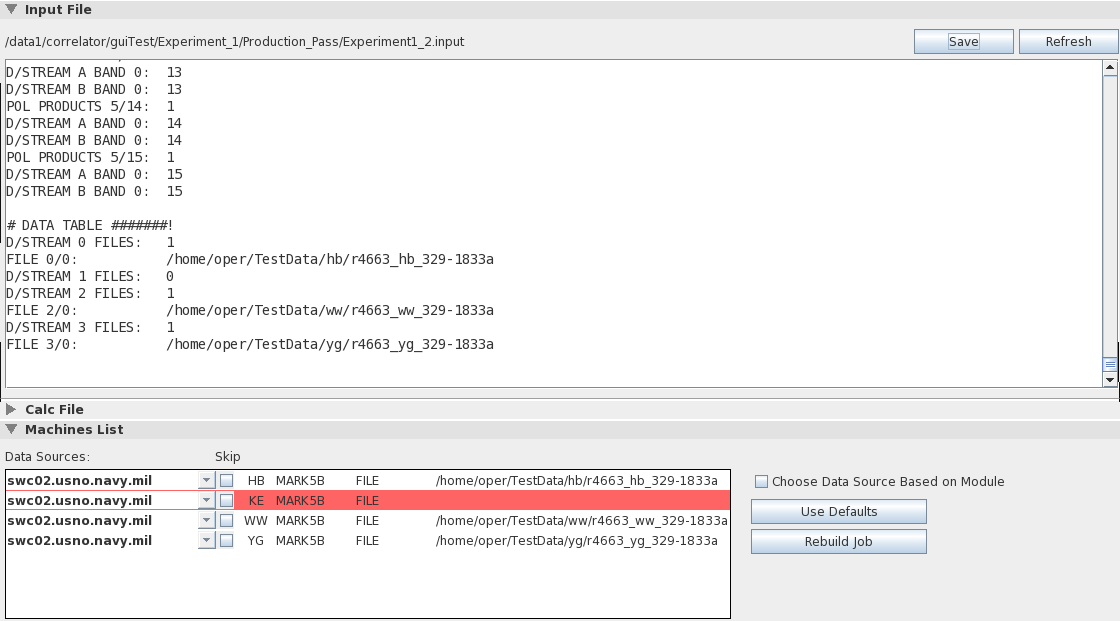 Input File
/data1/correlator/guiTest/Experiment_1/Production_Pass/Experiment1_2.input Save Refresh
D/STREAM A BAND 0: 13
D/STREAM B BAND 0: 13
POL PRODUCTS 5/14: 1
D/STREAM A BAND 0: 14
D/STREAM B BAND 0: 14
POL PRODUCTS 5/15: 1
D/STREAM A BAND 0: 15
D/STREAM B BAND 0: 15
# DATA TABLE #######!
D/STREAM 0 FILES: 1
FILE 0/0: /home/oper/TestData/hb/r4663_hb_329-1833a
D/STREAM 1 FILES: 0
D/STREAM 2 FILES: 1
FILE 2/0: /home/oper/TestData/ww/r4663_ww_329-1833a
D/STREAM 3 FILES: 1
FILE 3/0: /home/oper/TestData/yg/r4663_yg_329-1833a
Calc File
Machines List
Data Sources: Skip
swc02.usno.navy.mil HB MARK5B FILE /home/oper/TestData/hb/r4663_hb_329-1833a
swc02.usno.navy.mil KE MARK5B FILE
swc02.usno.navy.mil WW MARK5B FILE /home/oper/TestData/ww/r4663_ww_329-1833a
swc02.usno.navy.mil YG MARK5B FILE /home/oper/TestData/yg/r4663_yg_329-1833a
Choose Data Source Based on Module
Use Defaults
Rebuild Job